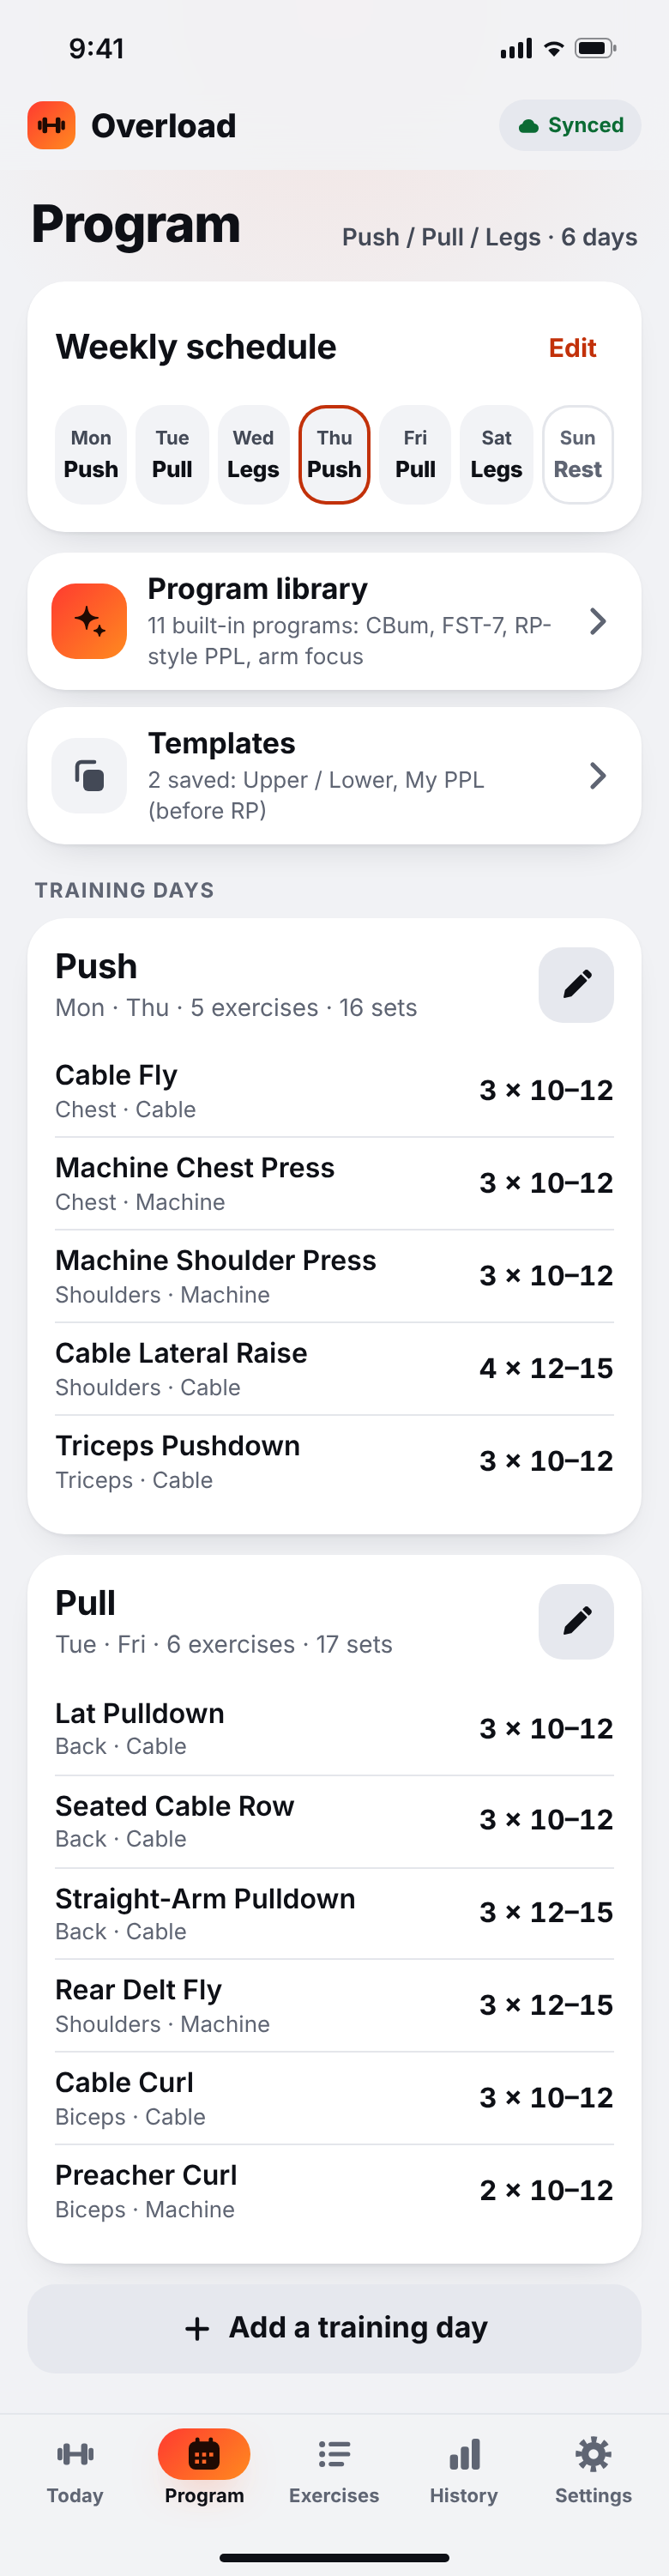 9:41
Overload
Synced
Program
Push / Pull / Legs · 6 days
Weekly schedule
Edit
Mon Tue Wed Thu Fri Sat Sun
Push Pull Legs Push Pull Legs Rest
Program library
11 built-in programs: CBum, FST-7, RP-
style PPL, arm focus
Templates
2 saved: Upper / Lower, My PPL
(before RP)
TRAINING DAYS
Push
Mon · Thu · 5 exercises · 16 sets
Cable Fly
Chest · Cable
3 × 10–12
Machine Chest Press
Chest · Machine
3 × 10–12
Machine Shoulder Press
Shoulders · Machine
3 × 10–12
Cable Lateral Raise
Shoulders · Cable
4 × 12–15
Triceps Pushdown
Triceps · Cable
3 × 10–12
Pull
Tue · Fri · 6 exercises · 17 sets
Lat Pulldown
Back · Cable
3 × 10–12
Seated Cable Row
Back · Cable
3 × 10–12
Straight-Arm Pulldown
Back · Cable
3 × 12–15
Rear Delt Fly
Shoulders · Machine
3 × 12–15
Cable Curl
Biceps · Cable
3 × 10–12
Preacher Curl
Biceps · Machine
2 × 10–12
Add a training day
Today Program Exercises History Settings